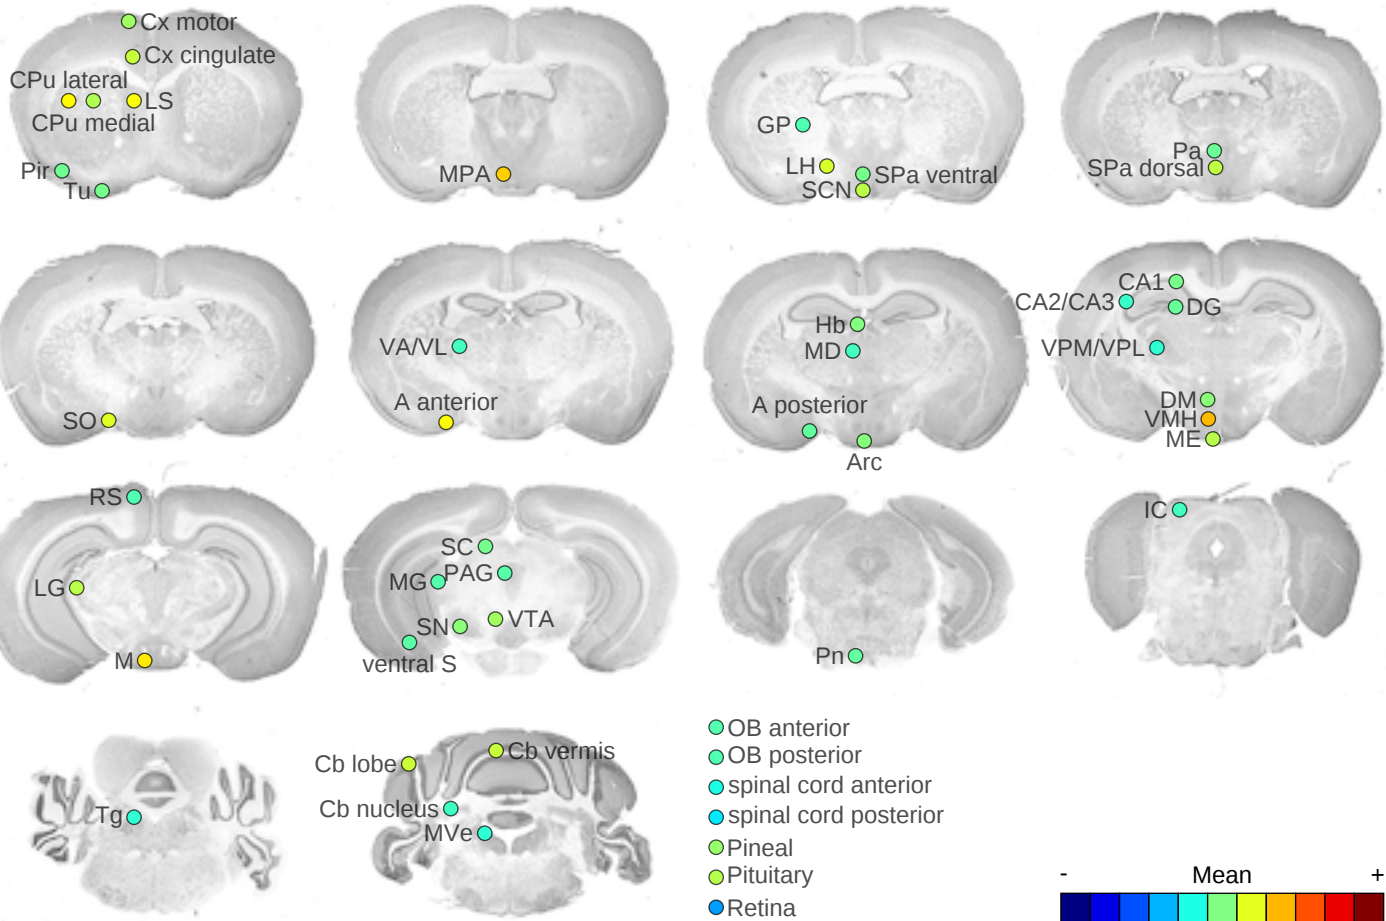 Cx motor
Cx cingulate
CPu lateral
LS
CPu medial
Pir
Tu
MPA
GP
LH
SPa ventral
SCN
Pa
SPa dorsal
SO
VA/VL
A anterior
Hb
MD
A posterior
Arc
CA1
CA2/CA3
DG
VPM/VPL
DM
VMH
ME
RS
LG
M
SC
PAG
MG
VTA
SN
ventral S
Pn
IC
Tg
Cb vermis
Cb lobe
Cb nucleus
MVe
OB anterior
OB posterior
spinal cord anterior
spinal cord posterior
Pineal
Pituitary
Retina
- Mean +